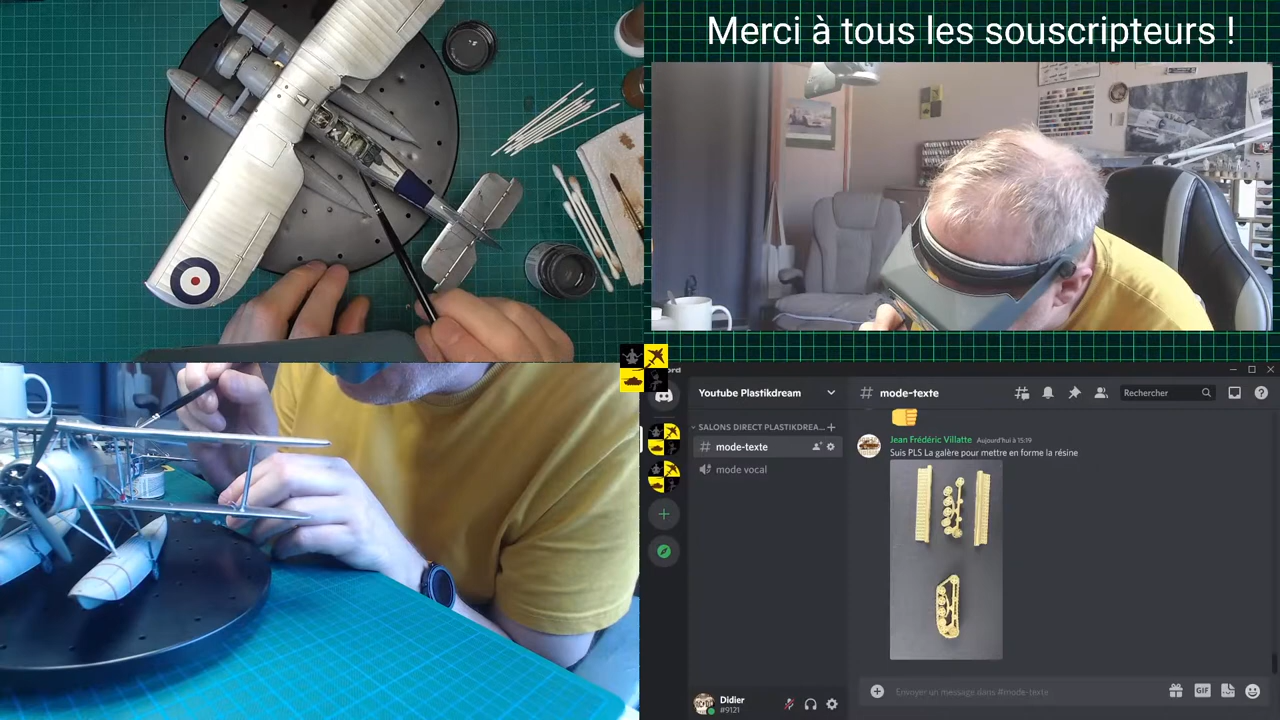 Merci à tous les souscripteurs !
Youtube Plastikdream
# mode-texte
Rechercher
SALONS DIRECT PLASTIKDREA...
# mode-texte
mode vocal
Jean Frédéric Villatte Aujourd'hui à 15:19
Suis PLS La galère pour mettre en forme la résine
Envoyer un message dans #mode-texte
GIF
Didier
#9121